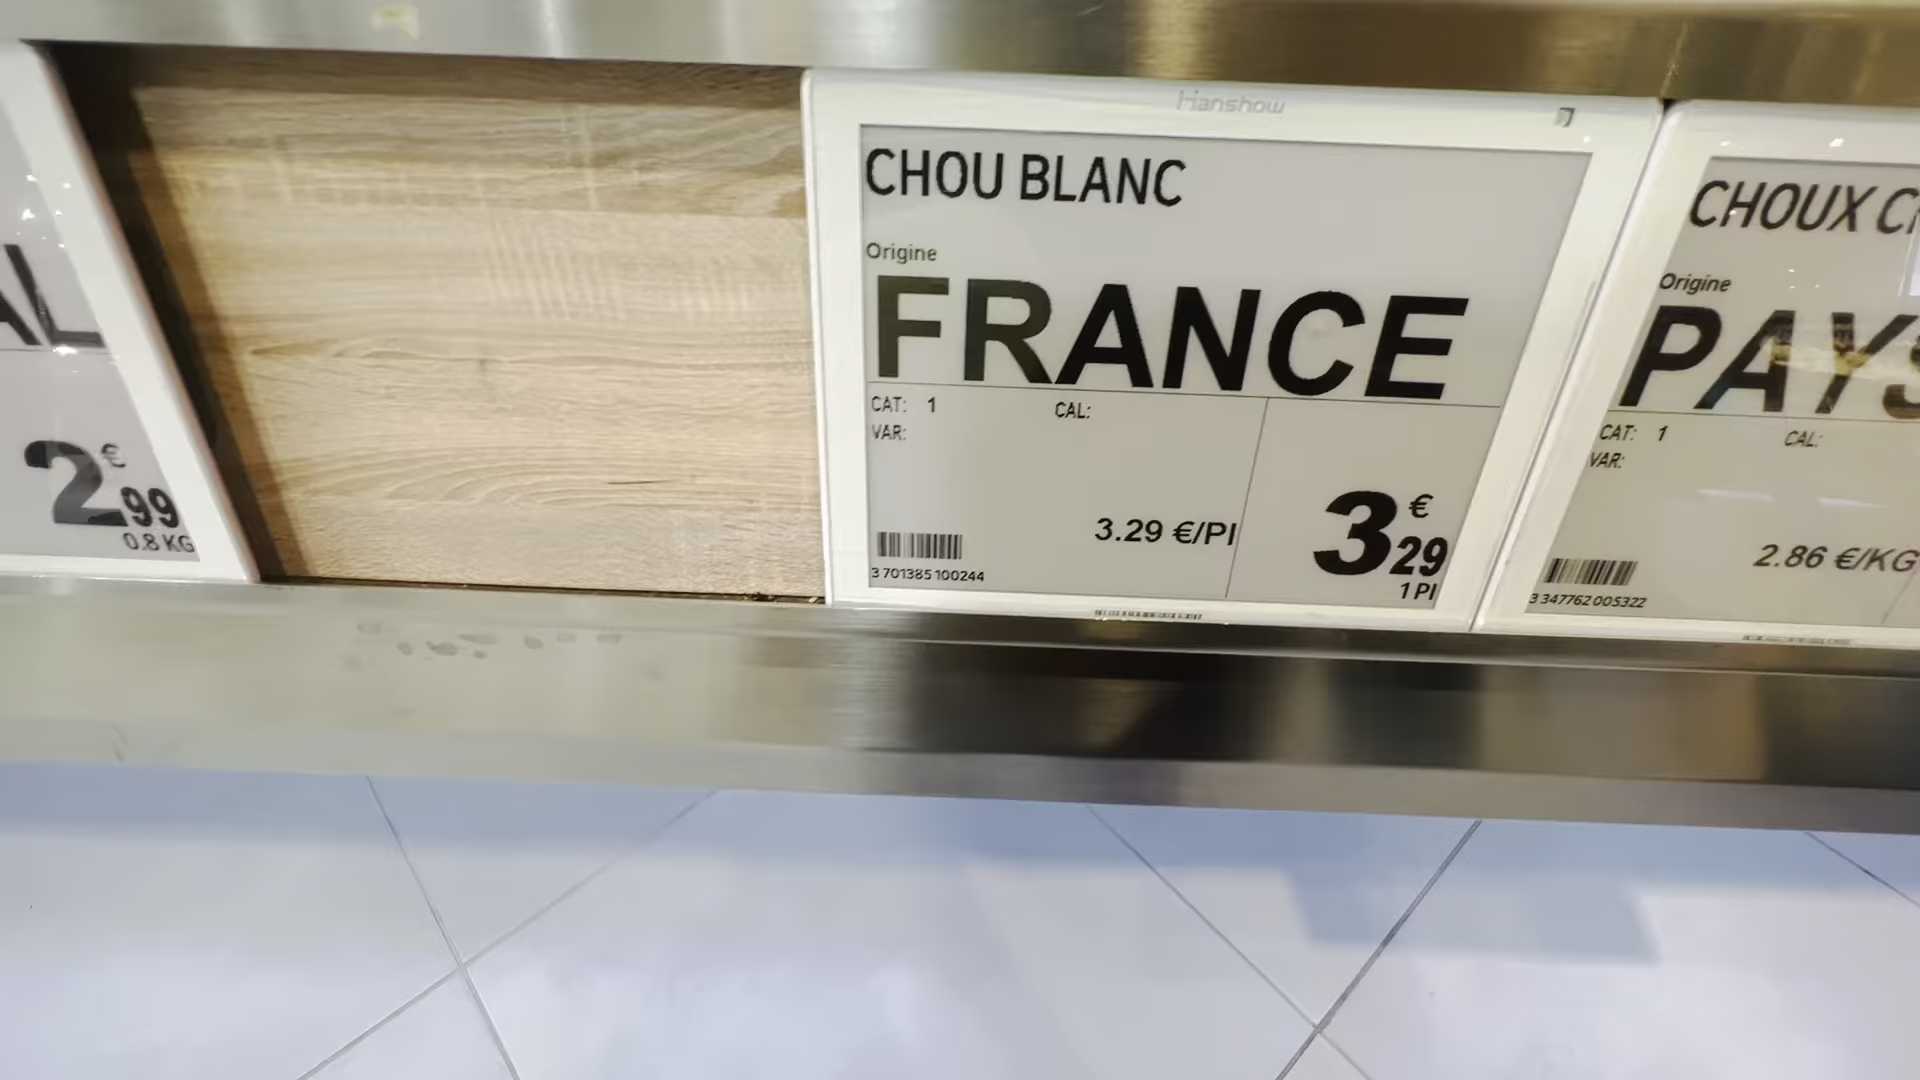 AL
2€99
0.8 KG
Hanshow
CHOU BLANC
Origine
FRANCE
CAT: 1 CAL:
VAR:
3.29 €/PI
3€29
1 PI
3 701385 100244
CHOUX
Origine
PAYS
CAT: 1 CAL:
VAR:
2.86 €/KG
3 347762 005322